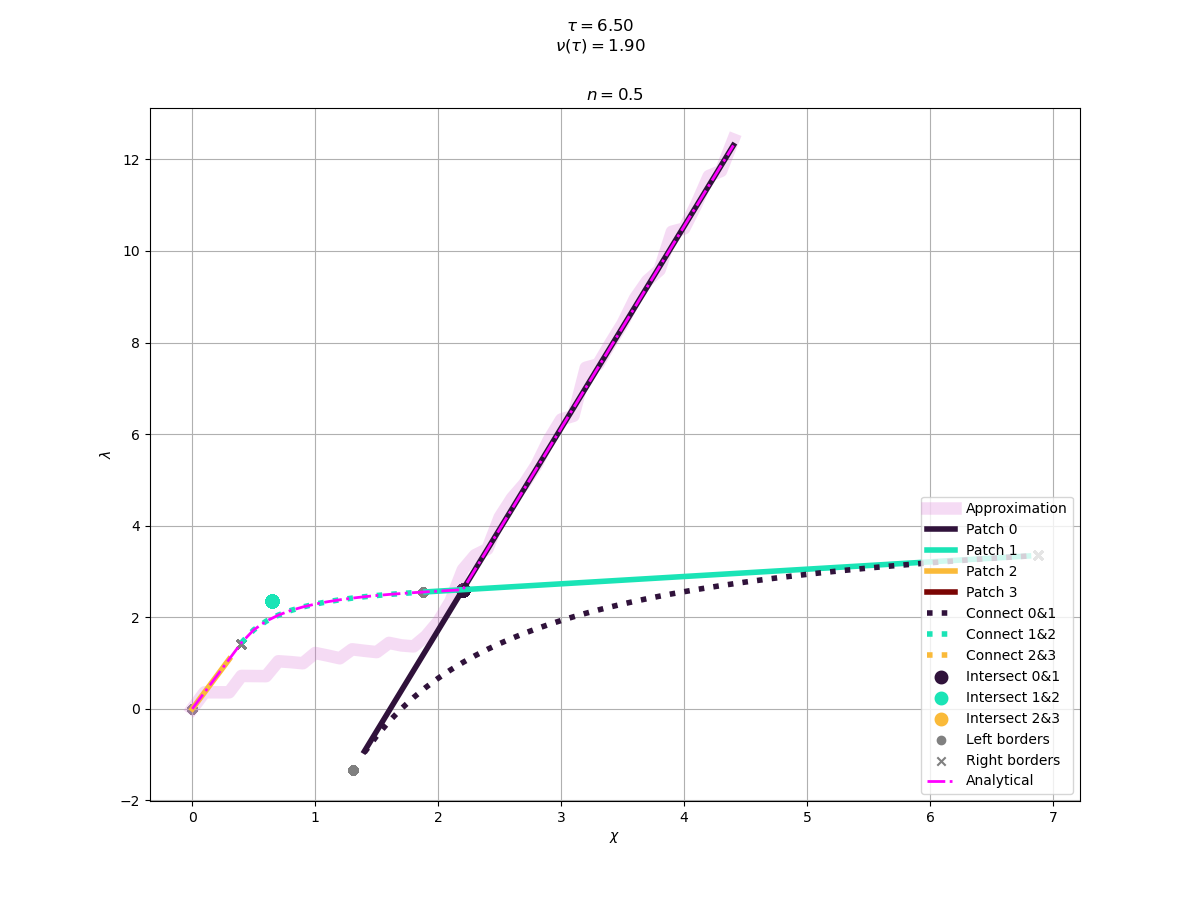 τ = 6.50
ν(τ) = 1.90
n = 0.5
12
10
8
6
4
2
0
−2
λ
0 1 2 3 4 5 6 7
χ
Approximation
Patch 0
Patch 1
Patch 2
Patch 3
Connect 0&1
Connect 1&2
Connect 2&3
Intersect 0&1
Intersect 1&2
Intersect 2&3
Left borders
Right borders
Analytical